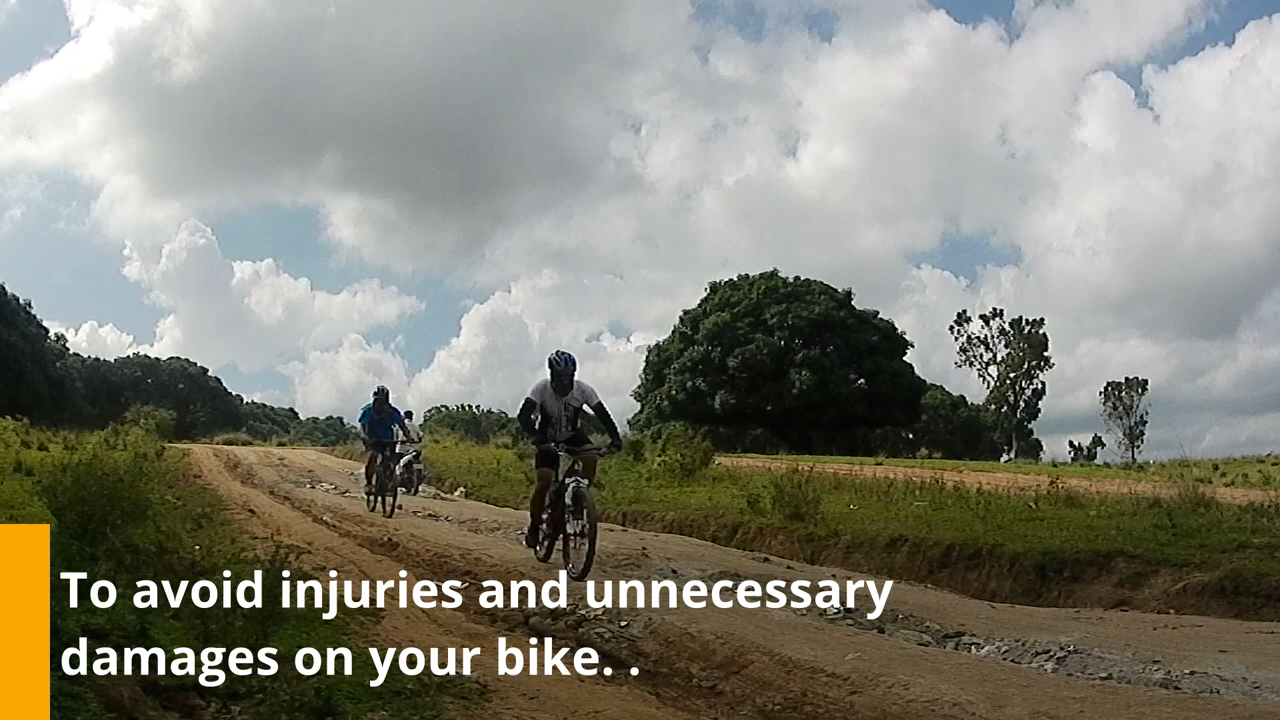 To avoid injuries and unnecessary
damages on your bike. .